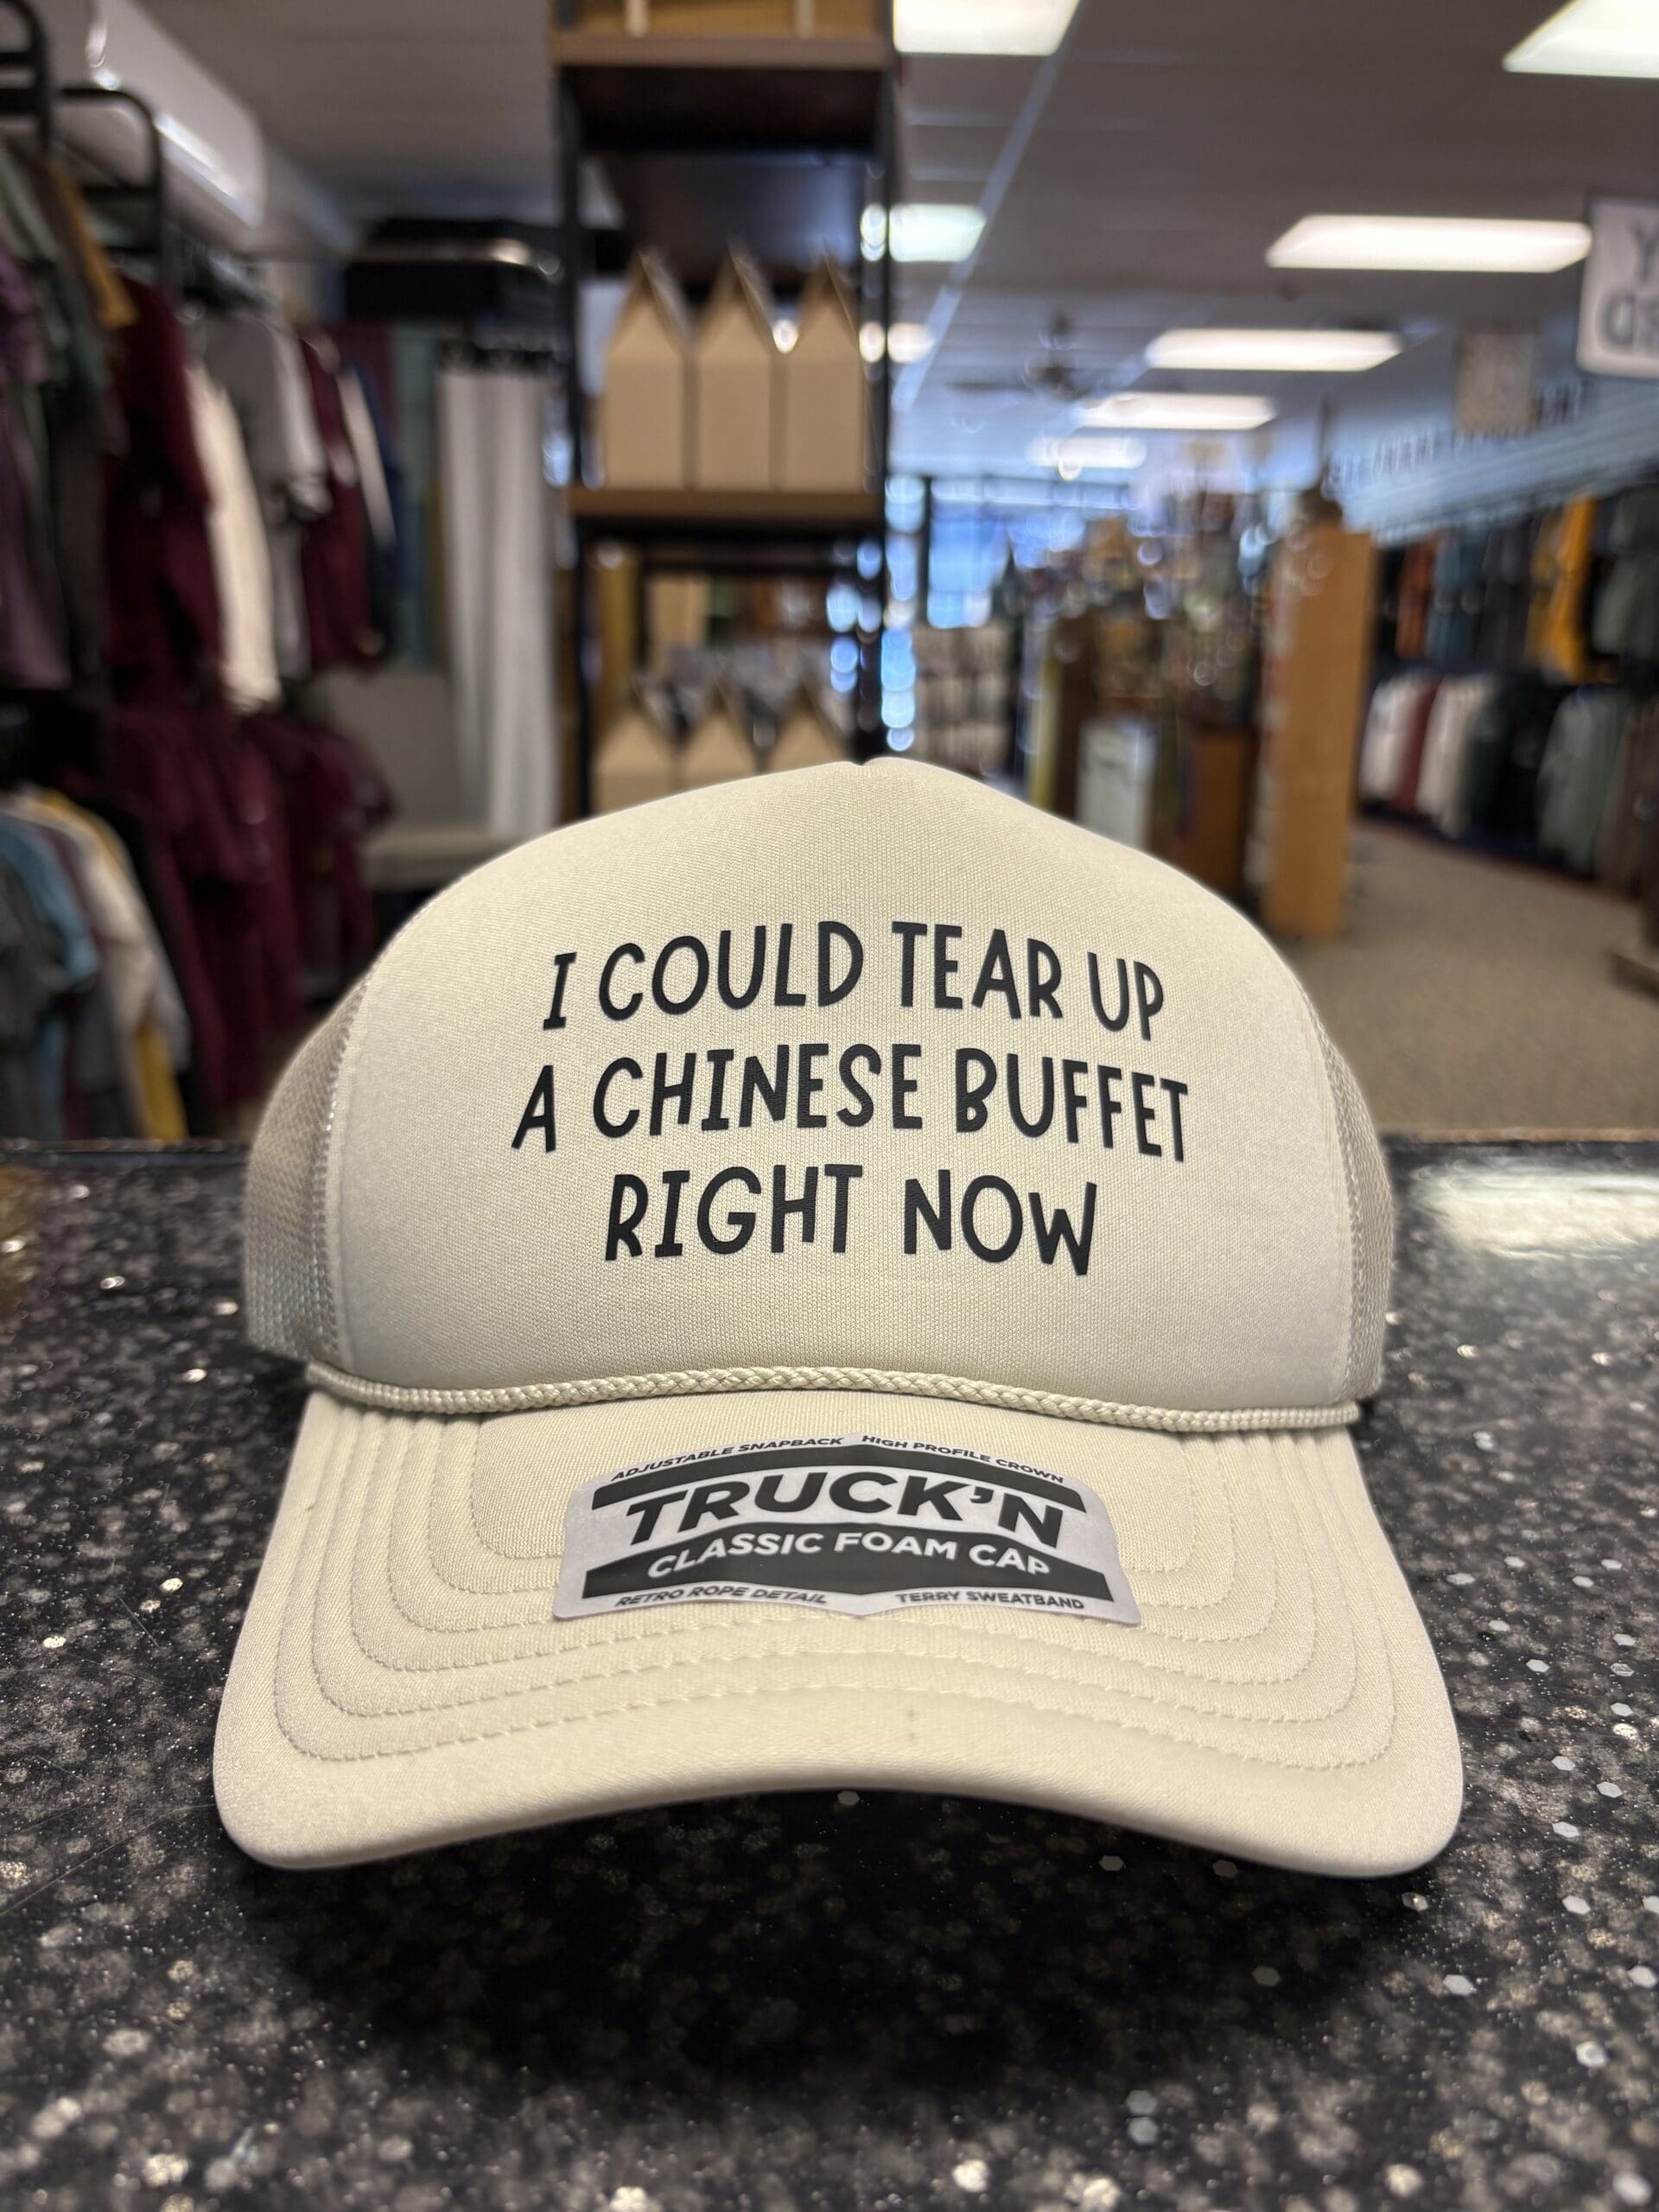 I COULD TEAR UP
A CHINESE BUFFET
RIGHT NOW
ADJUSTABLE SNAPBACK HIGH PROFILE CROWN
TRUCK'N
CLASSIC FOAM CAP
RETRO ROPE DETAIL TERRY SWEATBAND